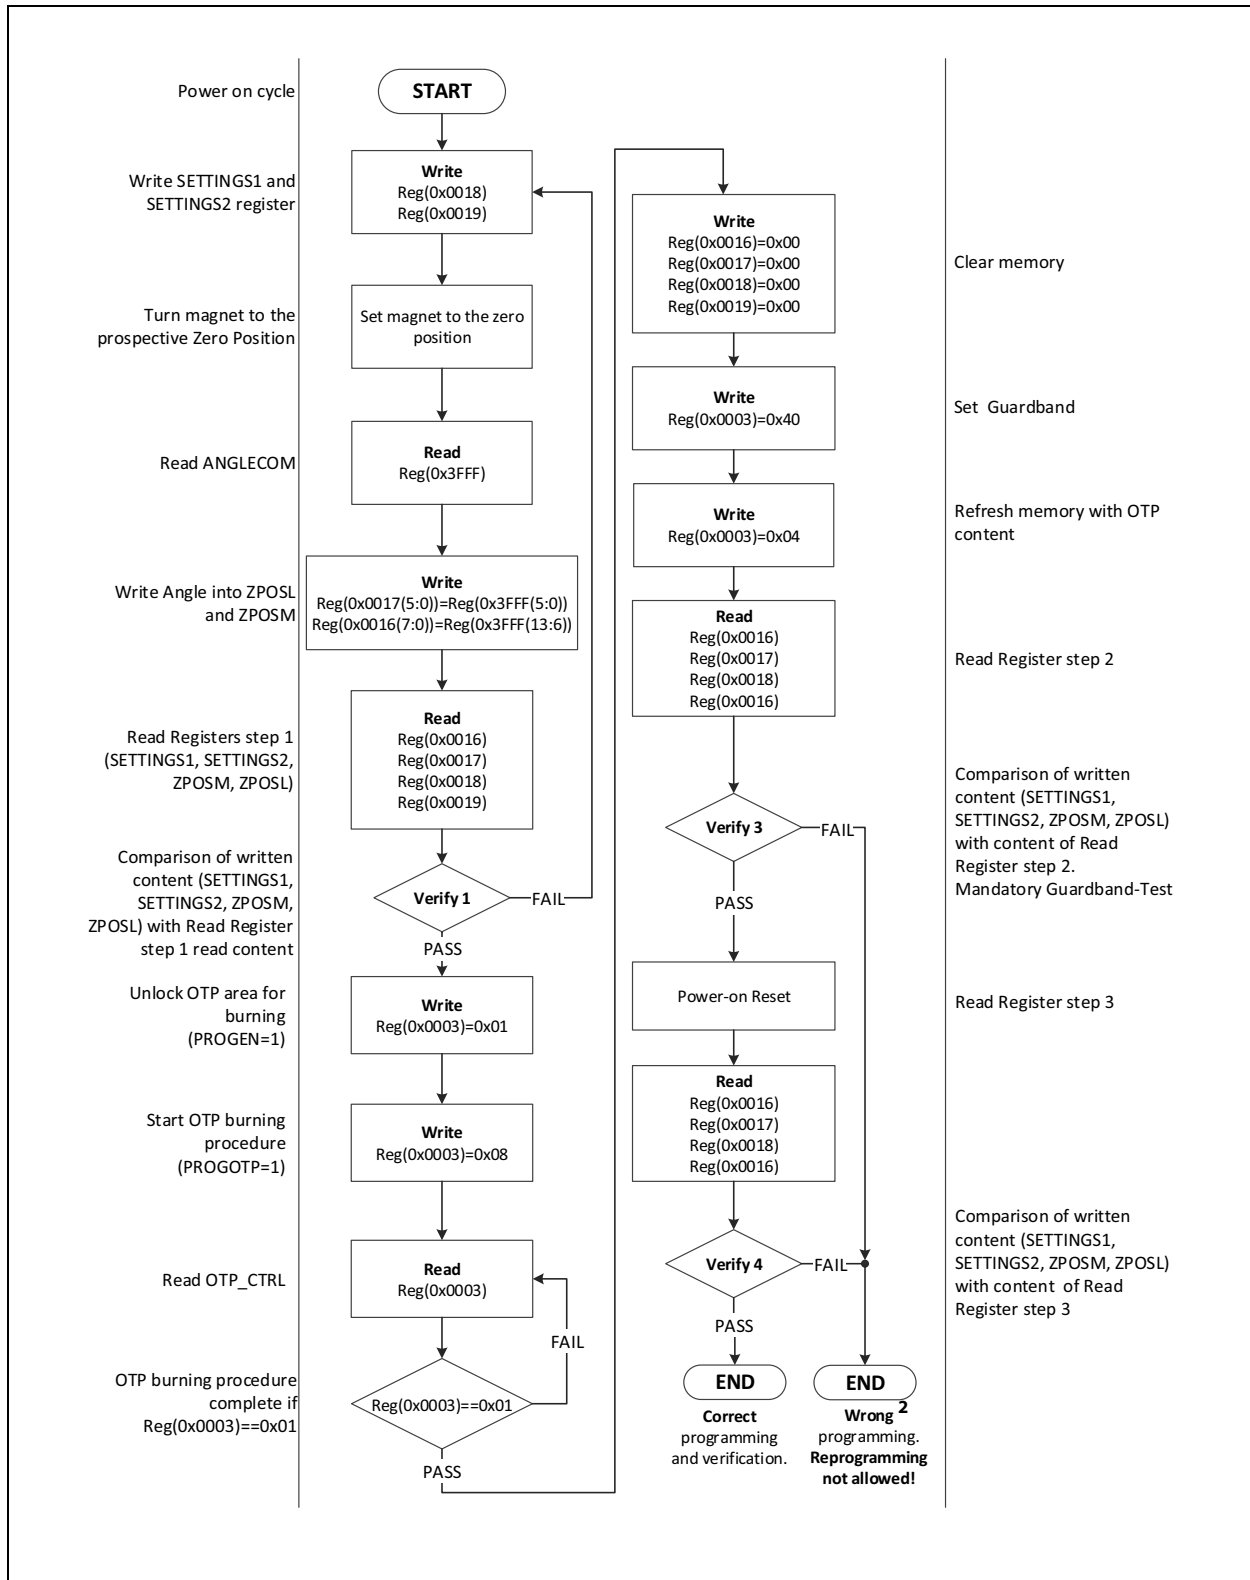 Power on cycle
START
Write SETTINGS1 and
SETTINGS2 register
Write
Reg(0x0018)
Reg(0x0019)
Turn magnet to the
prospective Zero Position
Set magnet to the zero
position
Read ANGLECOM
Read
Reg(0x3FFF)
Write Angle into ZPOSL
and ZPOSM
Write
Reg(0x0017(5:0))=Reg(0x3FFF(5:0))
Reg(0x0016(7:0))=Reg(0x3FFF(13:6))
Read Registers step 1
(SETTINGS1, SETTINGS2,
ZPOSM, ZPOSL)
Read
Reg(0x0016)
Reg(0x0017)
Reg(0x0018)
Reg(0x0019)
Comparison of written
content (SETTINGS1,
SETTINGS2, ZPOSM,
ZPOSL) with Read Register
step 1 read content
Verify 1
FAIL
PASS
Unlock OTP area for
burning
(PROGEN=1)
Write
Reg(0x0003)=0x01
Start OTP burning
procedure
(PROGOTP=1)
Write
Reg(0x0003)=0x08
Read OTP_CTRL
Read
Reg(0x0003)
FAIL
OTP burning procedure
complete if
Reg(0x0003)==0x01
Reg(0x0003)==0x01
PASS
Write
Reg(0x0016)=0x00
Reg(0x0017)=0x00
Reg(0x0018)=0x00
Reg(0x0019)=0x00
Clear memory
Write
Reg(0x0003)=0x40
Set Guardband
Write
Reg(0x0003)=0x04
Refresh memory with OTP
content
Read
Reg(0x0016)
Reg(0x0017)
Reg(0x0018)
Reg(0x0016)
Read Register step 2
Verify 3
FAIL
PASS
Comparison of written
content (SETTINGS1,
SETTINGS2, ZPOSM, ZPOSL)
with content of Read
Register step 2.
Mandatory Guardband-Test
Power-on Reset
Read Register step 3
Read
Reg(0x0016)
Reg(0x0017)
Reg(0x0018)
Reg(0x0016)
Verify 4
FAIL
PASS
Comparison of written
content (SETTINGS1,
SETTINGS2, ZPOSM, ZPOSL)
with content of Read
Register step 3
END
Correct
programming
and verification.
END
Wrong 2
programming.
Reprogramming
not allowed!